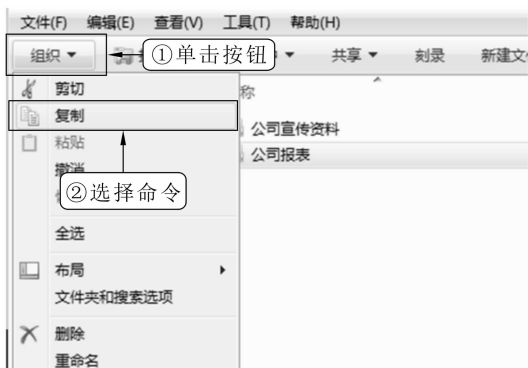 文件(F) 编辑(E) 查看(V) 工具(T) 帮助(H)
组织 ①单击按钮 共享 刻录 新建文
剪切 称
复制 公司宣传资料
粘贴 公司报表
撤消
②选择命令
全选
布局
文件夹和搜索选项
删除
重命名